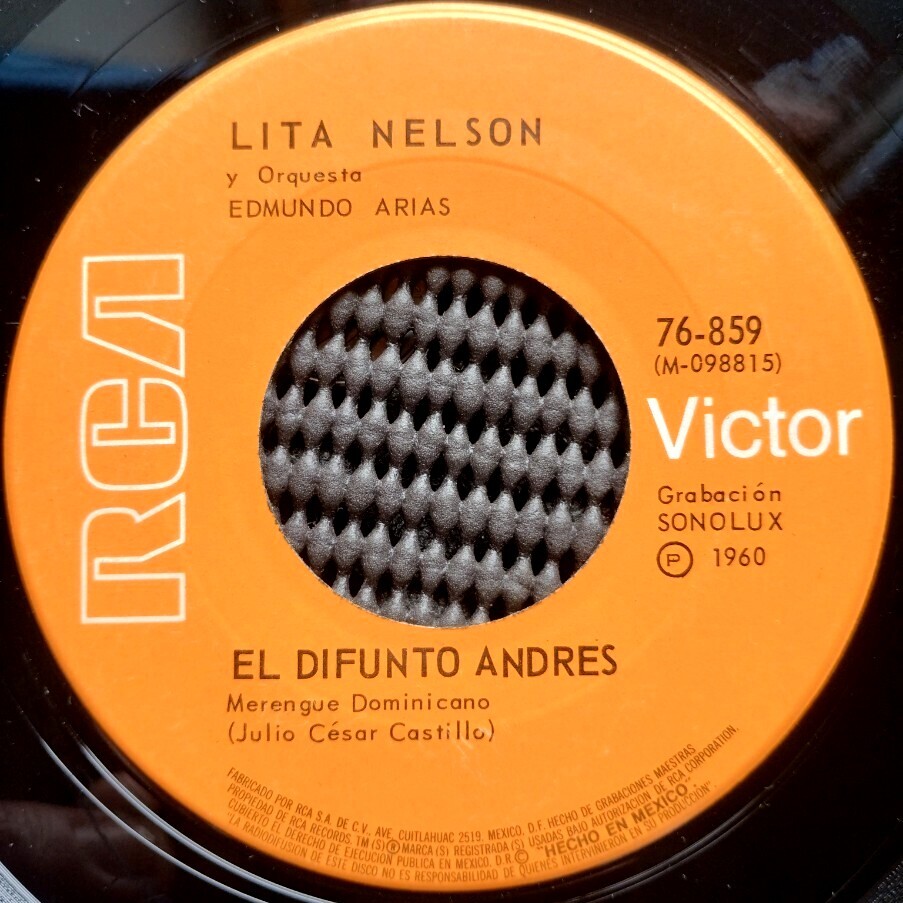 LITA NELSON
y Orquesta
EDMUNDO ARIAS
RCA
76-859
(M-098815)
Victor
Grabación
SONOLUX
Ⓟ 1960
EL DIFUNTO ANDRES
Merengue Dominicano
(Julio César Castillo)
FABRICADO POR RCA S.A. DE C.V., AVE. CUITLAHUAC 2519, MEXICO, D.F. HECHO DE GRABACIONES MAESTRAS
PROPIEDAD DE RCA RECORDS. TM (S) ® MARCA (S) REGISTRADA (S) USADAS BAJO AUTORIZACION DE RCA CORPORATION.
CUBIERTO EL DERECHO DE EJECUCION PUBLICA EN MEXICO. D.R. © "HECHO EN MEXICO".
"LA RADIODIFUSION DE ESTE DISCO NO ES RESPONSABILIDAD DE QUIENES INTERVINIERON EN SU PRODUCCION".